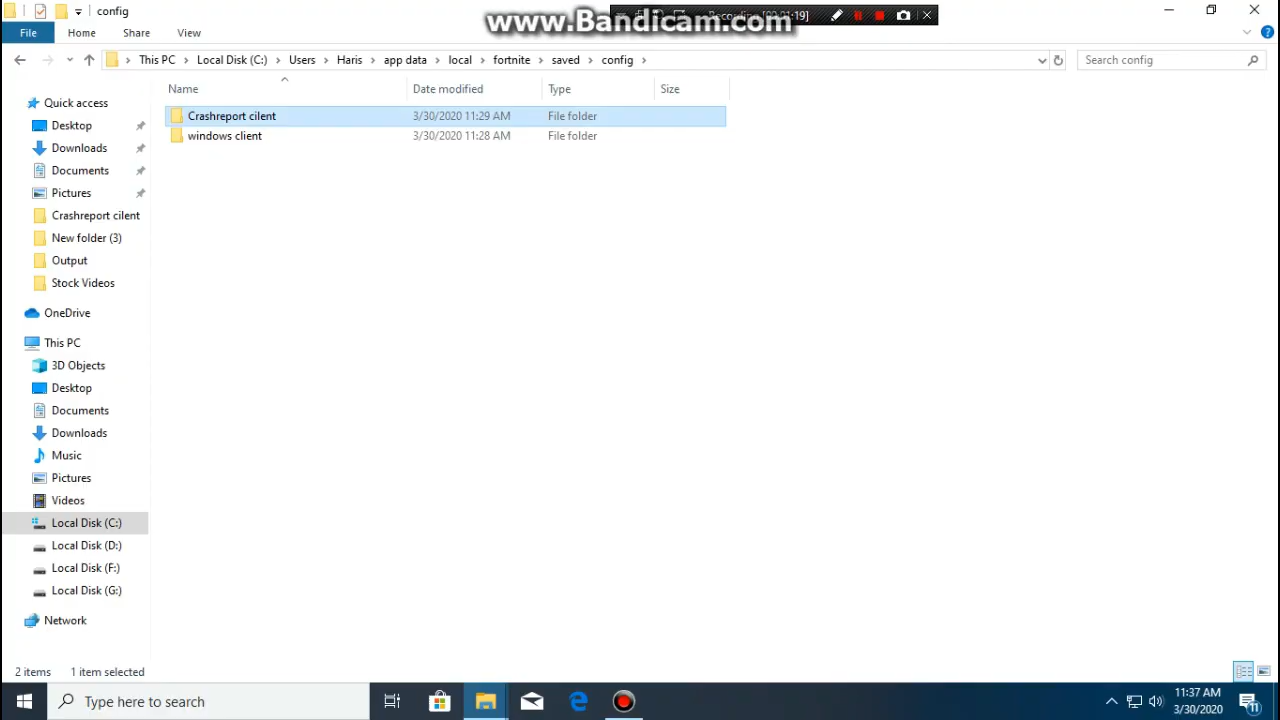 config
www.Bandicam.com
Recording [00:01:19]
File
Home
Share
View
This PC
Local Disk (C:)
Users
Haris
app data
local
fortnite
saved
config
Search config
Name
Date modified
Type
Size
Crashreport cilent
3/30/2020 11:29 AM
File folder
windows client
3/30/2020 11:28 AM
File folder
Quick access
Desktop
Downloads
Documents
Pictures
Crashreport cilent
New folder (3)
Output
Stock Videos
OneDrive
This PC
3D Objects
Desktop
Documents
Downloads
Music
Pictures
Videos
Local Disk (C:)
Local Disk (D:)
Local Disk (F:)
Local Disk (G:)
Network
2 items
1 item selected
Type here to search
11:37 AM
3/30/2020
11